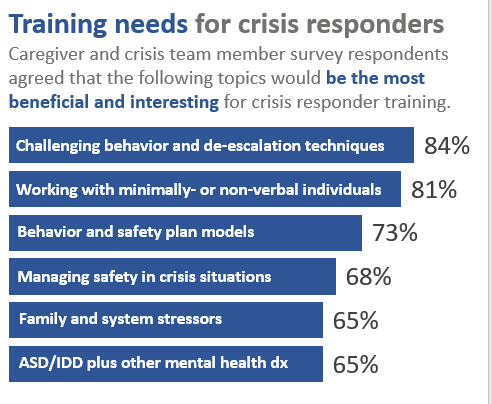 Training needs for crisis responders
Caregiver and crisis team member survey respondents
agreed that the following topics would be the most
beneficial and interesting for crisis responder training.
Challenging behavior and de-escalation techniques 84%
Working with minimally- or non-verbal individuals 81%
Behavior and safety plan models 73%
Managing safety in crisis situations 68%
Family and system stressors 65%
ASD/IDD plus other mental health dx 65%